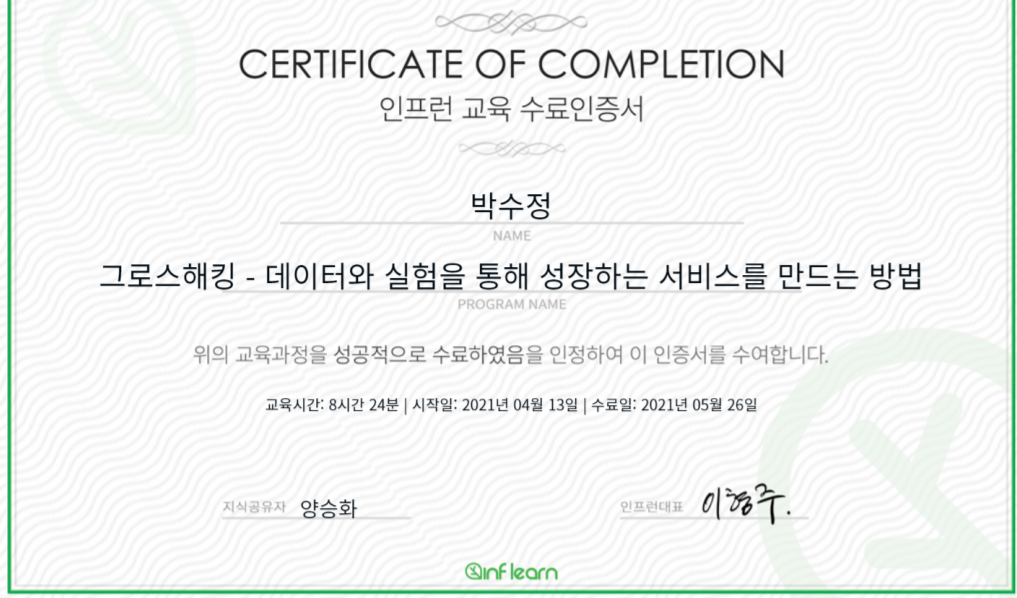 CERTIFICATE OF COMPLETION
인프런 교육 수료인증서
박수정
NAME
그로스해킹 - 데이터와 실험을 통해 성장하는 서비스를 만드는 방법
PROGRAM NAME
위의 교육과정을 성공적으로 수료하였음을 인정하여 이 인증서를 수여합니다.
교육시간: 8시간 24분 | 시작일: 2021년 04월 13일 | 수료일: 2021년 05월 26일
지식공유자 양승화
인프런대표 이형주.
inflearn